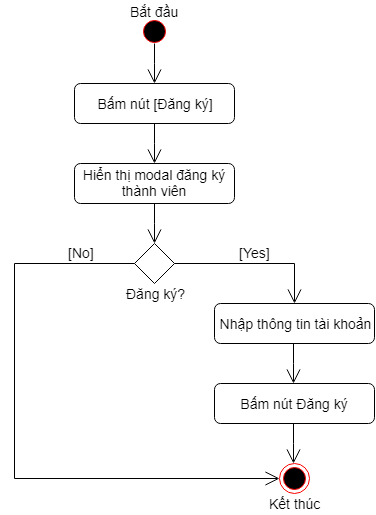 Bắt đầu
Bấm nút [Đăng ký]
Hiển thị modal đăng ký
thành viên
[No]
[Yes]
Đăng ký?
Nhập thông tin tài khoản
Bấm nút Đăng ký
Kết thúc